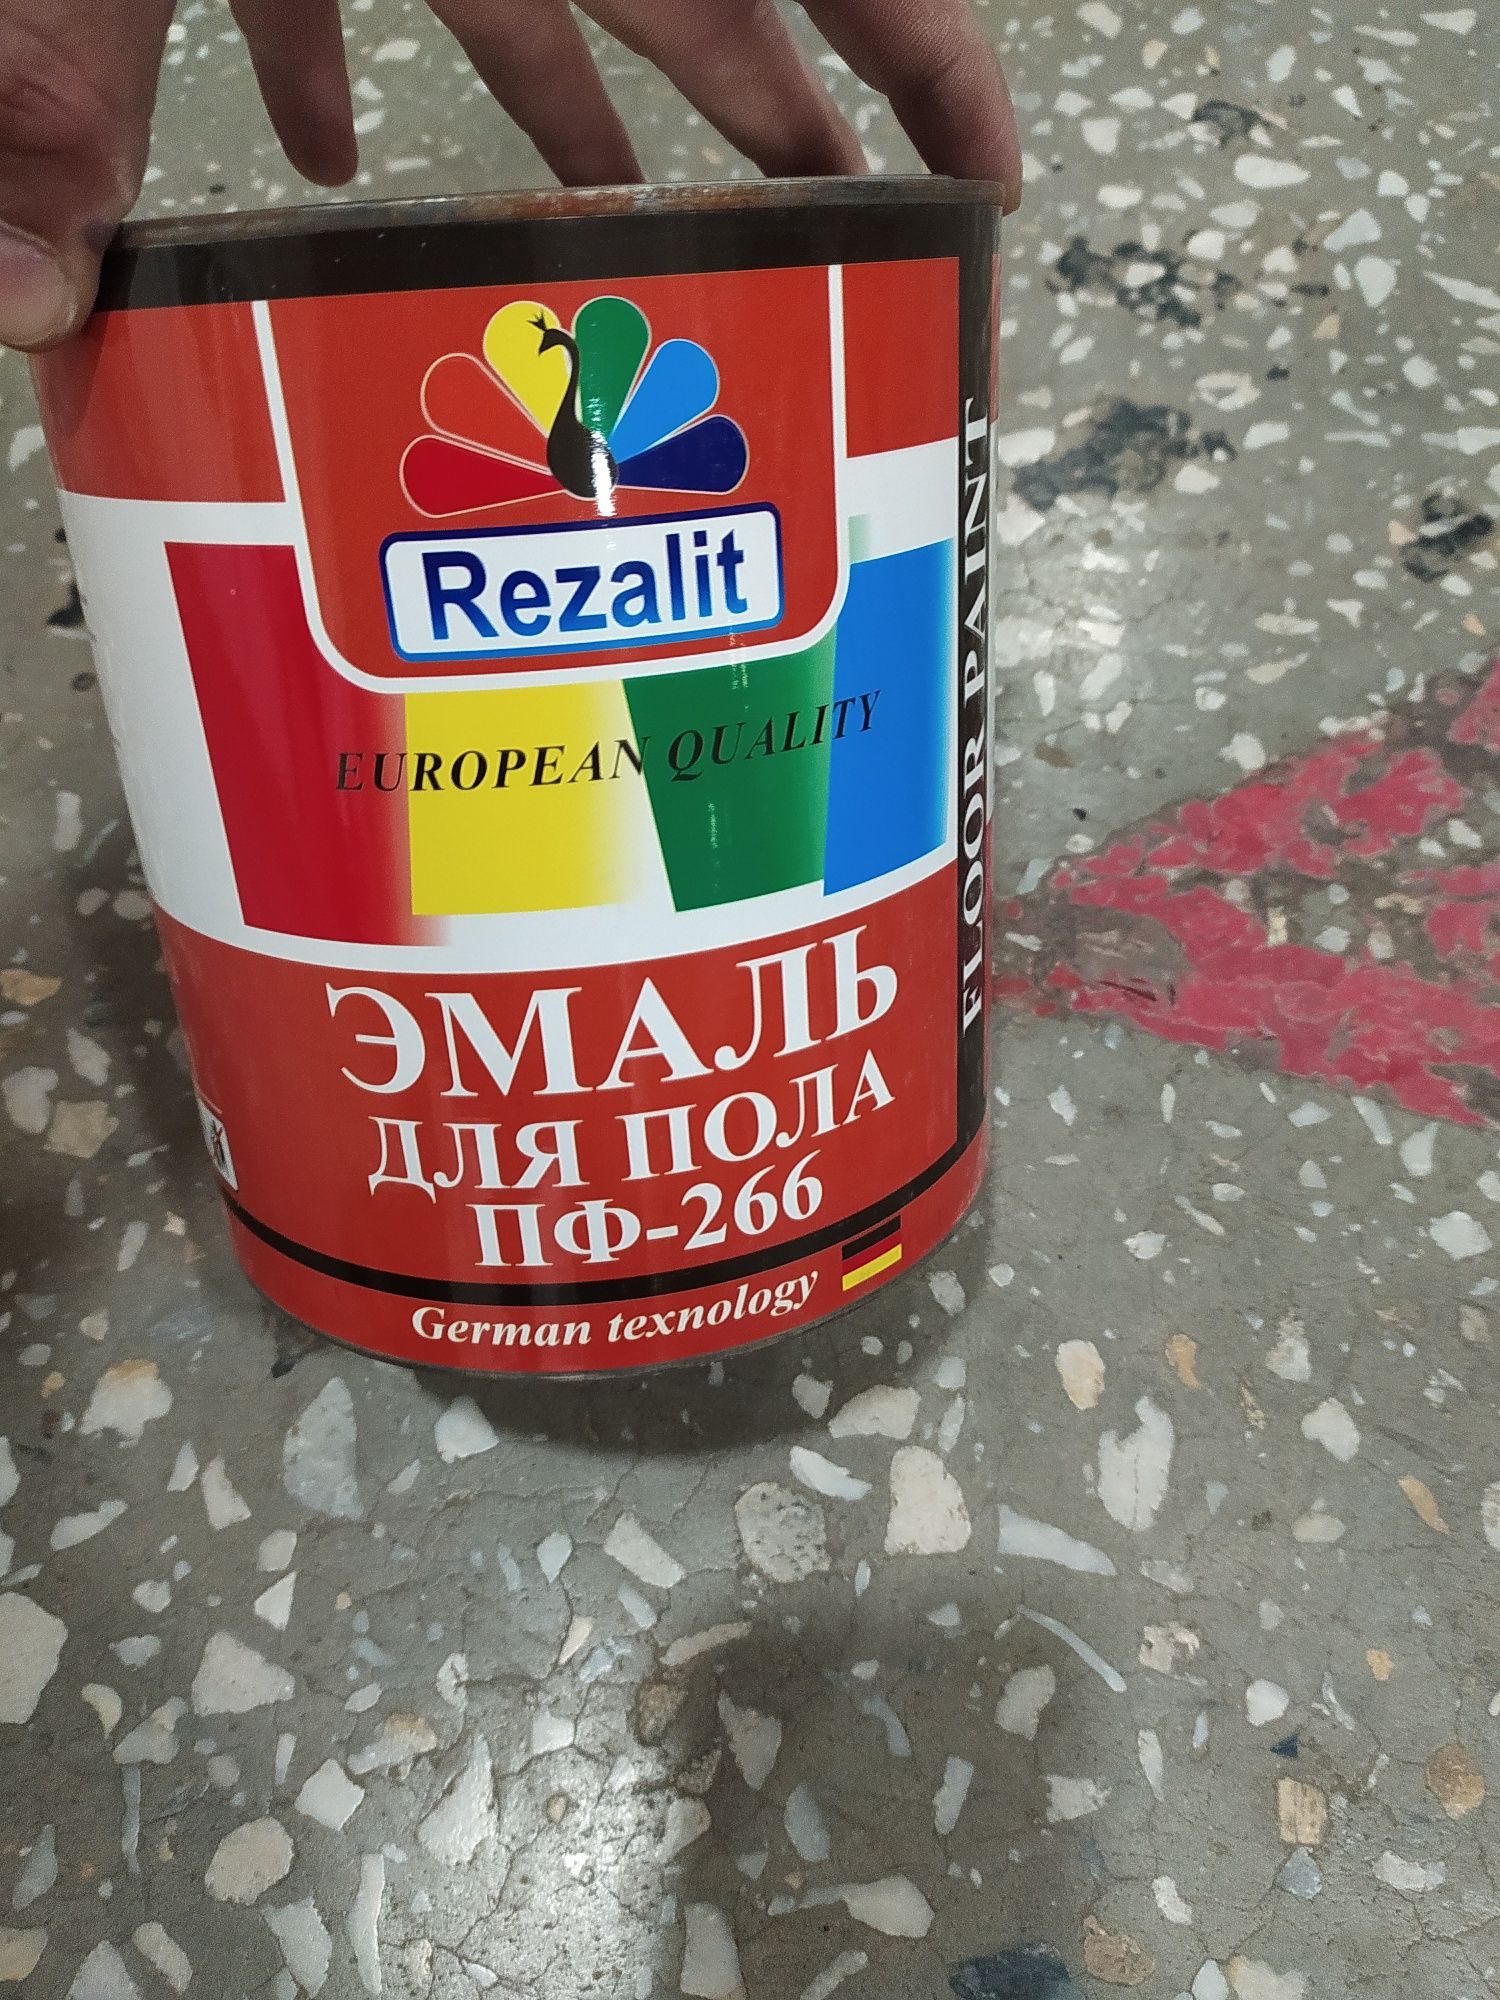 Rezalit
EUROPEAN QUALITY
ЭМАЛЬ
ДЛЯ ПОЛА
ПФ-266
German texnology
FLOOR PAINT